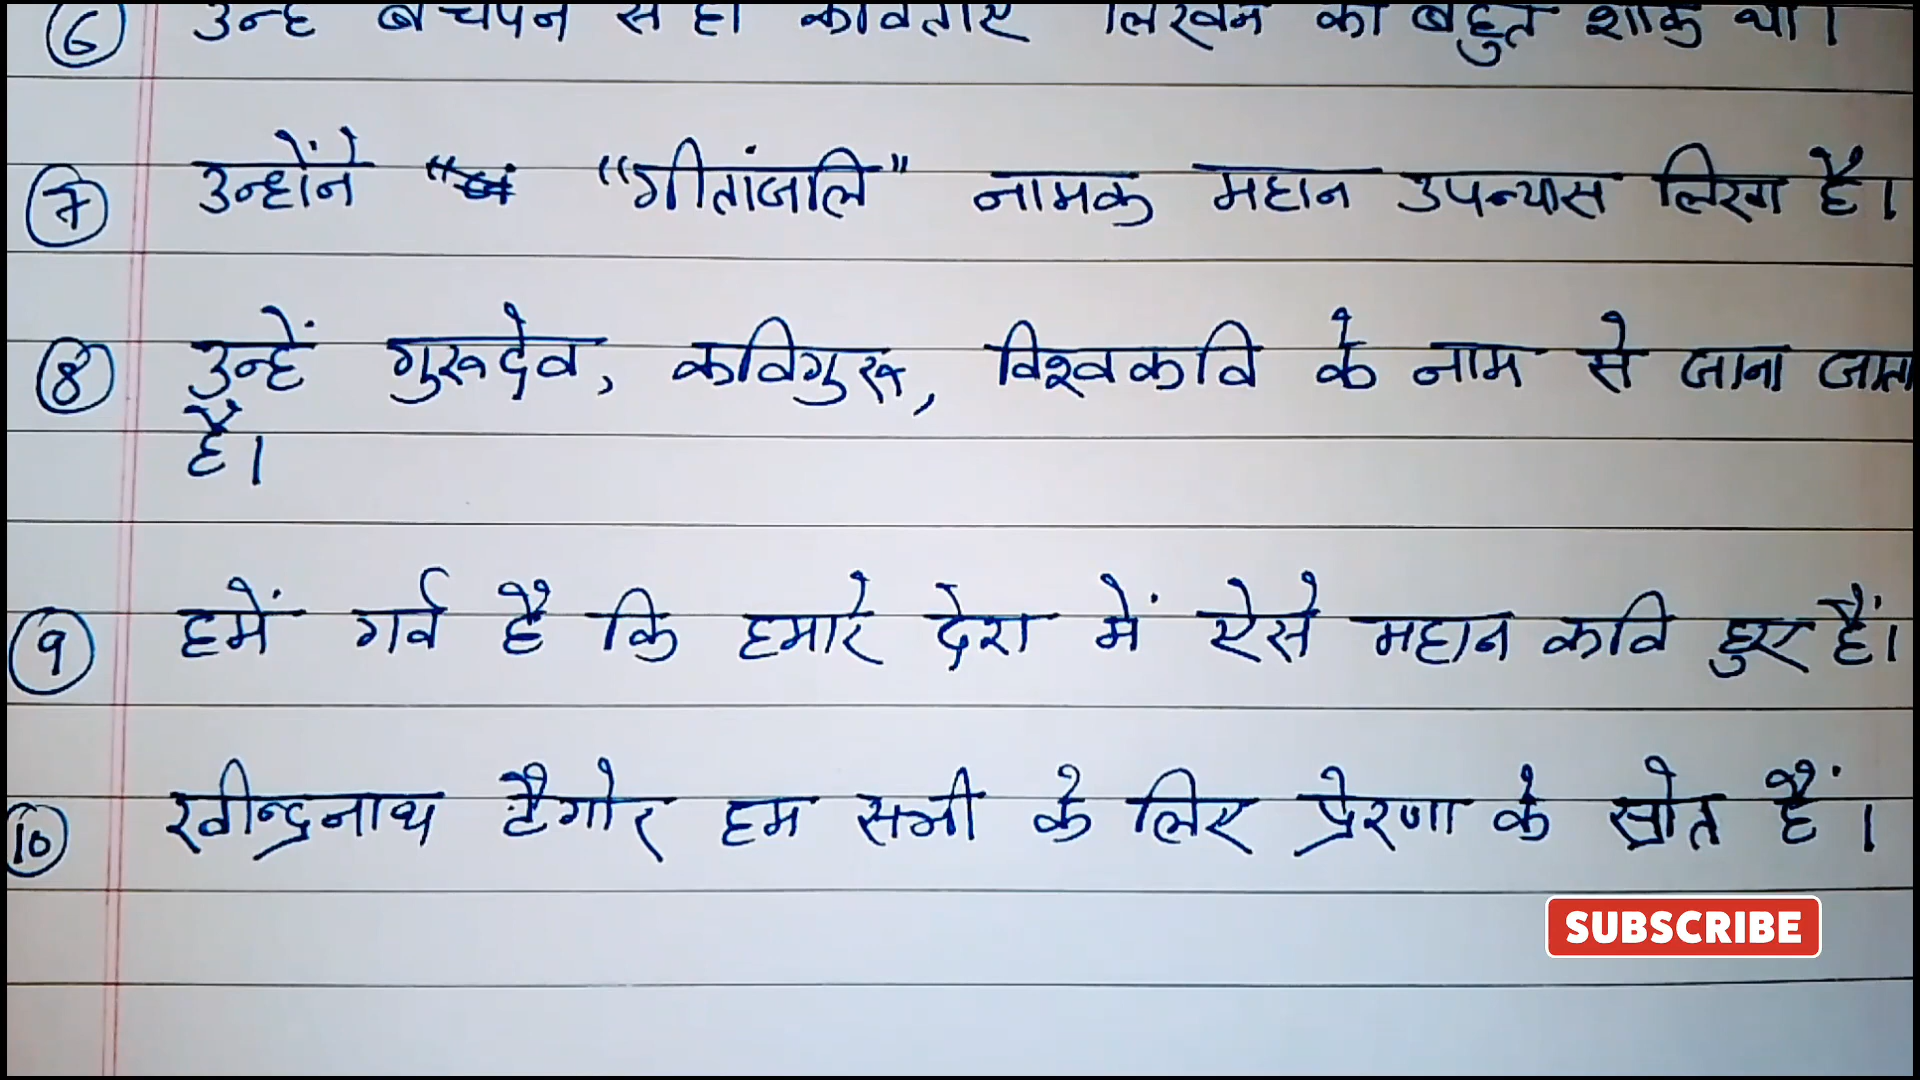 ⑥ उन्हें बचपन से ही कविताएं लिखने का बहुत शौक था।
⑦ उन्होंने “गीतांजलि” नामक महान उपन्यास लिखा है।
⑧ उन्हें गुरूदेव, कविगुरू, विश्वकवि के नाम से जाना जाता
है।
⑨ हमें गर्व है कि हमारे देश में ऐसे महान कवि हुए हैं।
⑩ रवीन्द्रनाथ टैगोर हम सभी के लिए प्रेरणा के स्रोत हैं।
SUBSCRIBE